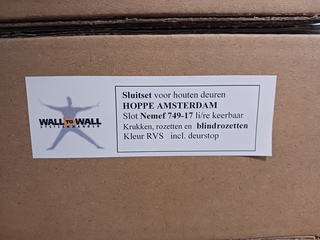 WALL TO WALL
SYSTEEMWANDEN
Sluitset voor houten deuren
HOPPE AMSTERDAM
Slot Nemef 749-17 li/re keerbaar
Krukken, rozetten en blindrozetten
Kleur RVS incl. deurstop